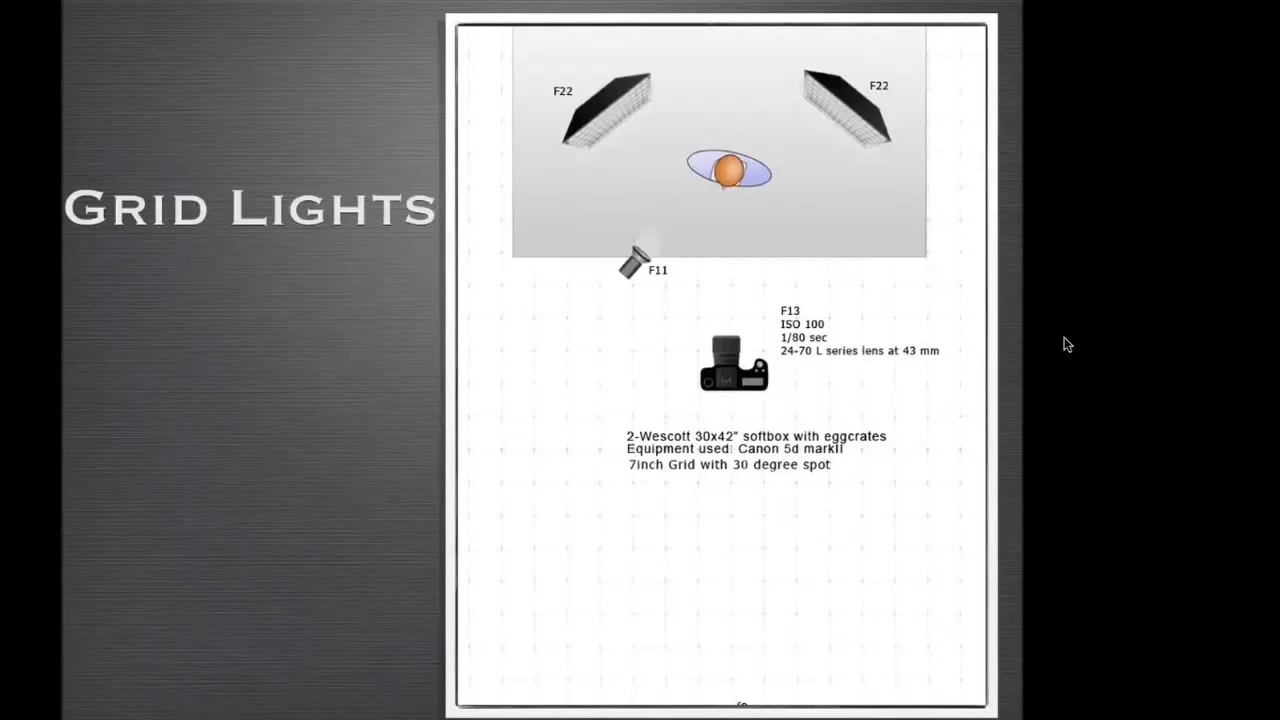 Grid Lights
F22
F22
F11
F13
ISO 100
1/80 sec
24-70 L series lens at 43 mm
2-Wescott 30x42" softbox with eggcrates
Equipment used: Canon 5d markII
7inch Grid with 30 degree spot